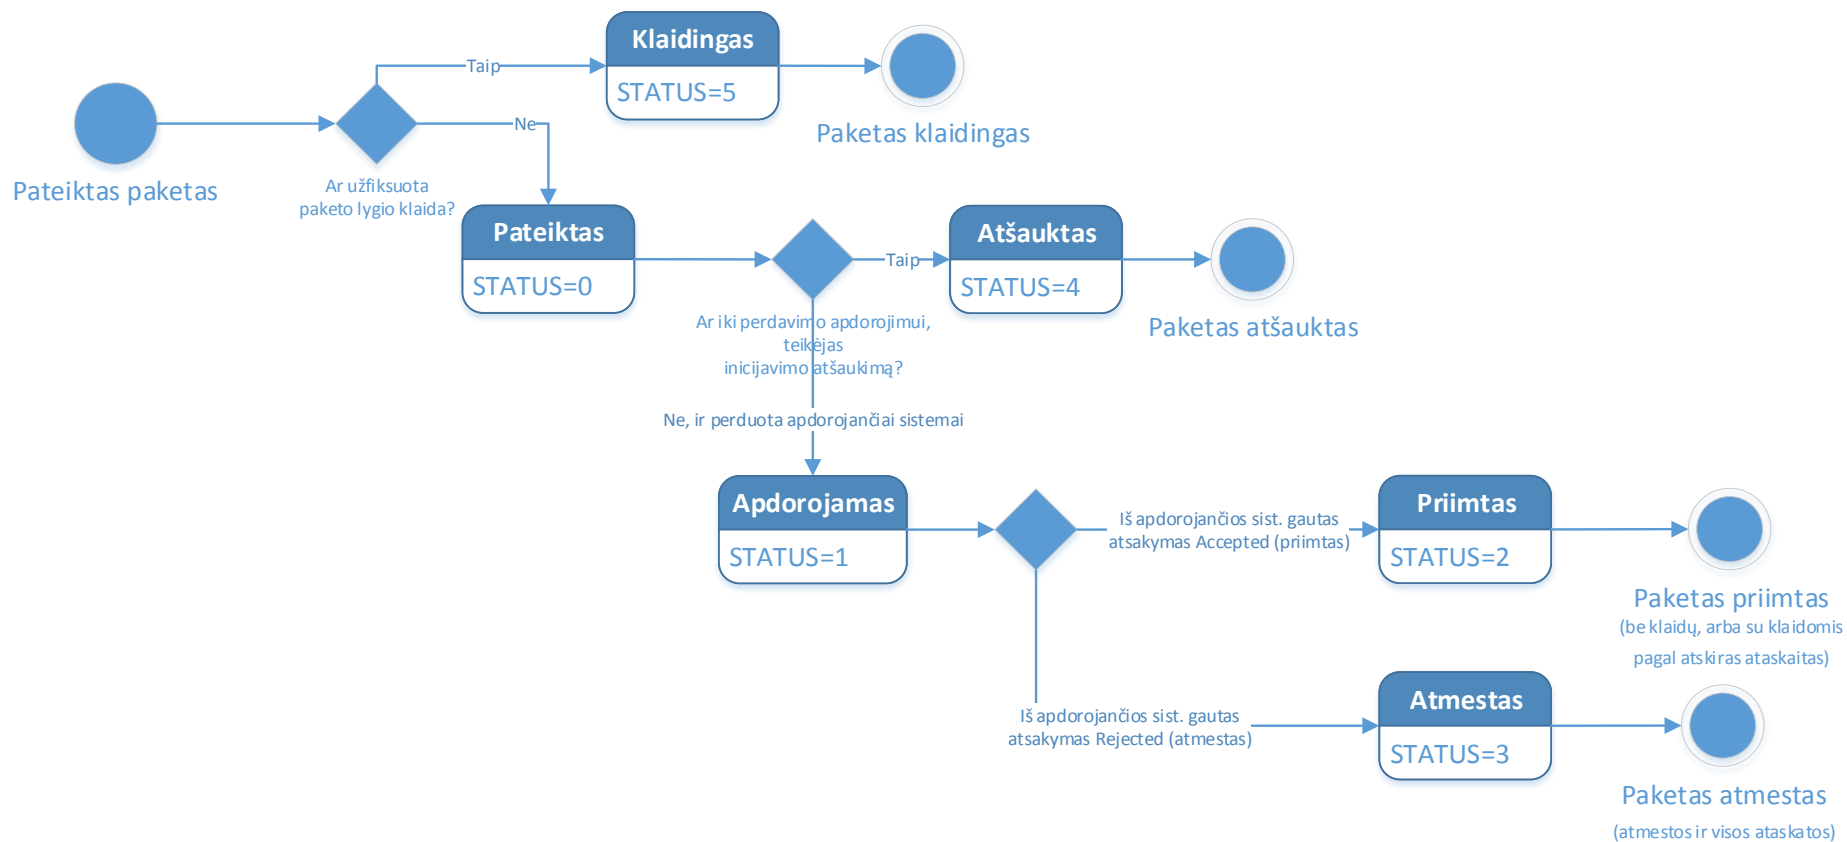 Klaidingas
STATUS=5
Taip
Ne
Pateiktas paketas
Ar užfiksuota
paketo lygio klaida?
Paketas klaidingas
Pateiktas
STATUS=0
Taip
Atšauktas
STATUS=4
Paketas atšauktas
Ar iki perdavimo apdorojimui,
teikėjas
inicijavimo atšaukimą?
Ne, ir perduota apdorojančiai sistemai
Apdorojamas
STATUS=1
Iš apdorojančios sist. gautas
atsakymas Accepted (priimtas)
Priimtas
STATUS=2
Paketas priimtas
(be klaidų, arba su klaidomis
pagal atskiras ataskaitas)
Iš apdorojančios sist. gautas
atsakymas Rejected (atmestas)
Atmestas
STATUS=3
Paketas atmestas
(atmestos ir visos ataskatos)